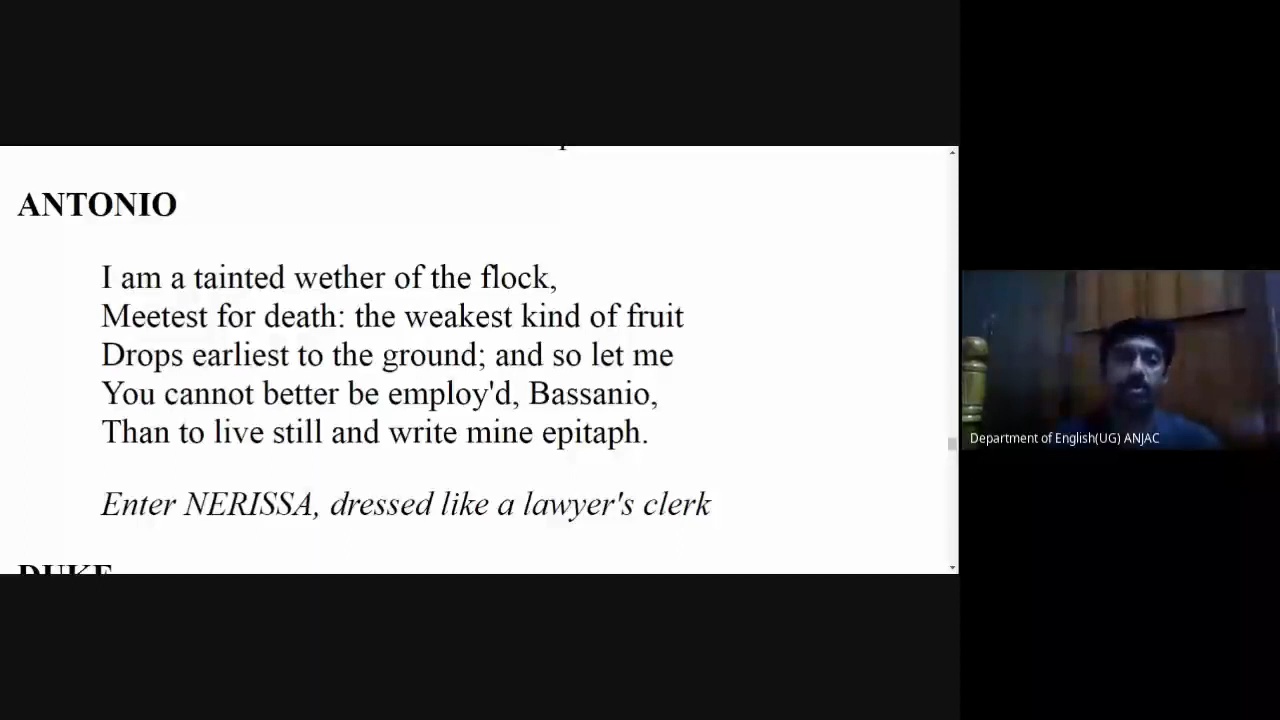 ANTONIO
I am a tainted wether of the flock,
Meetest for death: the weakest kind of fruit
Drops earliest to the ground; and so let me
You cannot better be employ'd, Bassanio,
Than to live still and write mine epitaph.
Enter NERISSA, dressed like a lawyer's clerk
DUKE
Department of English(UG) ANJAC